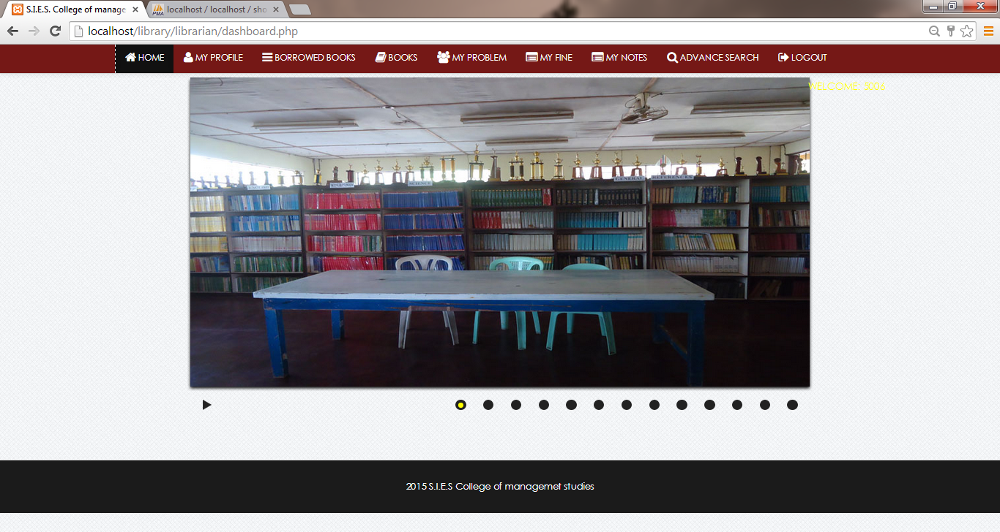 S.I.E.S. College of manage
localhost / localhost / sho
localhost/library/librarian/dashboard.php
HOME MY PROFILE BORROWED BOOKS BOOKS MY PROBLEM MY FINE MY NOTES ADVANCE SEARCH LOGOUT
WELCOME: 5006
SCIENCE
GENERAL REFERENCES
2015 S.I.E.S College of managemet studies